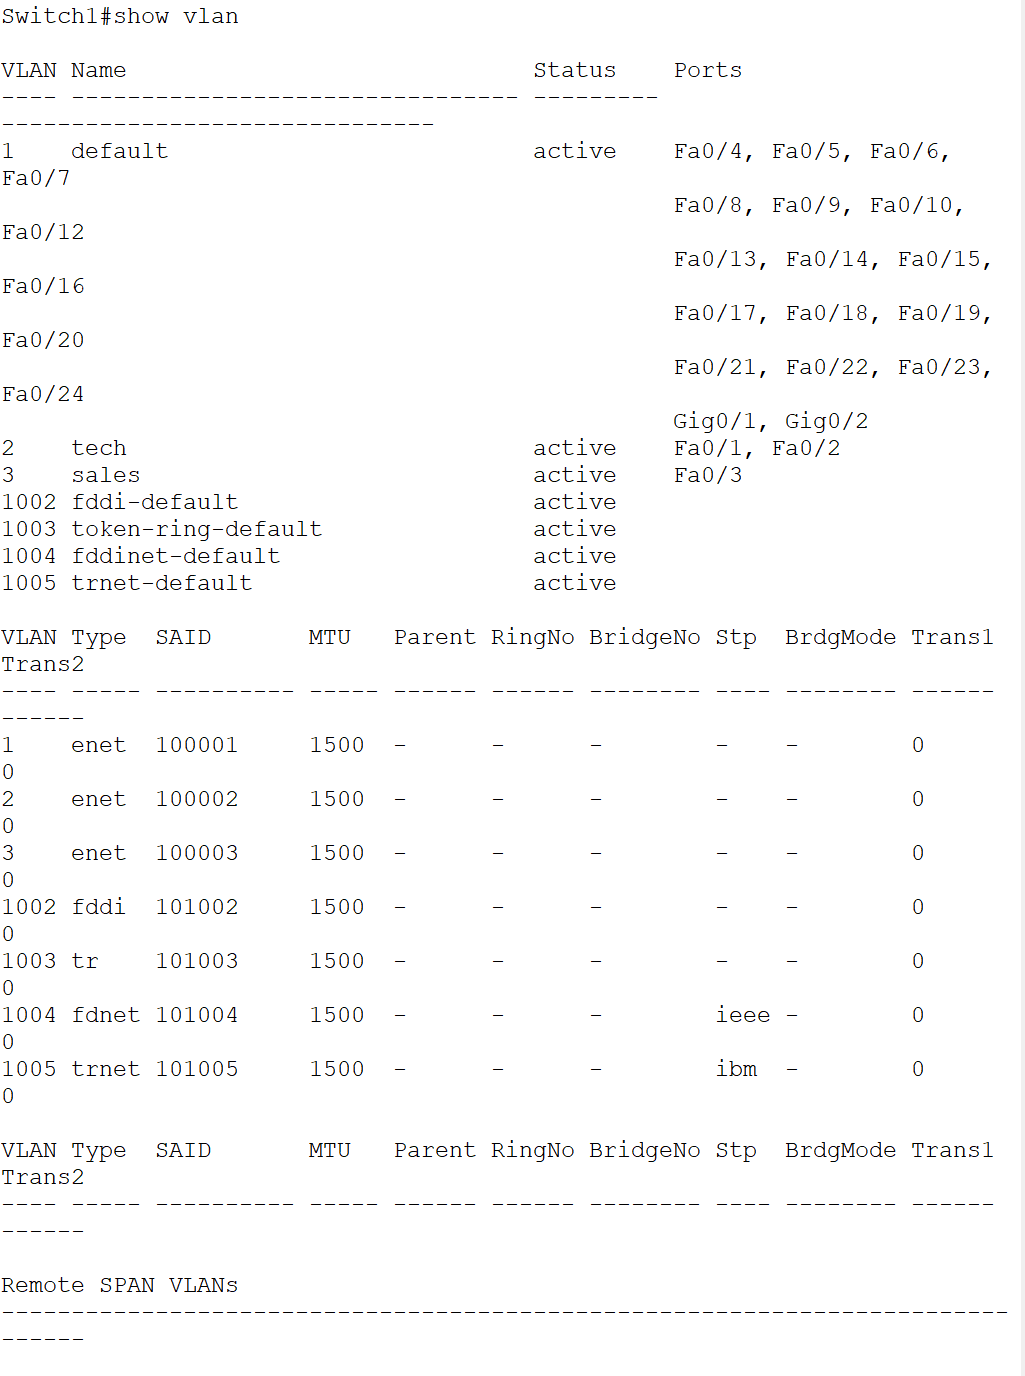 Switch1#show vlan
VLAN Name                             Status    Ports
---- -------------------------------- ---------
-------------------------------
1    default                          active    Fa0/4, Fa0/5, Fa0/6,
Fa0/7
                                                Fa0/8, Fa0/9, Fa0/10,
Fa0/12
                                                Fa0/13, Fa0/14, Fa0/15,
Fa0/16
                                                Fa0/17, Fa0/18, Fa0/19,
Fa0/20
                                                Fa0/21, Fa0/22, Fa0/23,
Fa0/24
                                                Gig0/1, Gig0/2
2    tech                             active    Fa0/1, Fa0/2
3    sales                            active    Fa0/3
1002 fddi-default                     active
1003 token-ring-default               active
1004 fddinet-default                  active
1005 trnet-default                    active
VLAN Type  SAID       MTU   Parent RingNo BridgeNo Stp  BrdgMode Trans1
Trans2
---- ----- ---------- ----- ------ ------ -------- ---- -------- ------
------
1    enet  100001     1500  -      -      -        -    -        0
0
2    enet  100002     1500  -      -      -        -    -        0
0
3    enet  100003     1500  -      -      -        -    -        0
0
1002 fddi  101002     1500  -      -      -        -    -        0
0
1003 tr    101003     1500  -      -      -        -    -        0
0
1004 fdnet 101004     1500  -      -      -        ieee -        0
0
1005 trnet 101005     1500  -      -      -        ibm  -        0
0
VLAN Type  SAID       MTU   Parent RingNo BridgeNo Stp  BrdgMode Trans1
Trans2
---- ----- ---------- ----- ------ ------ -------- ---- -------- ------
------
Remote SPAN VLANs
------------------------------------------------------------------------
------